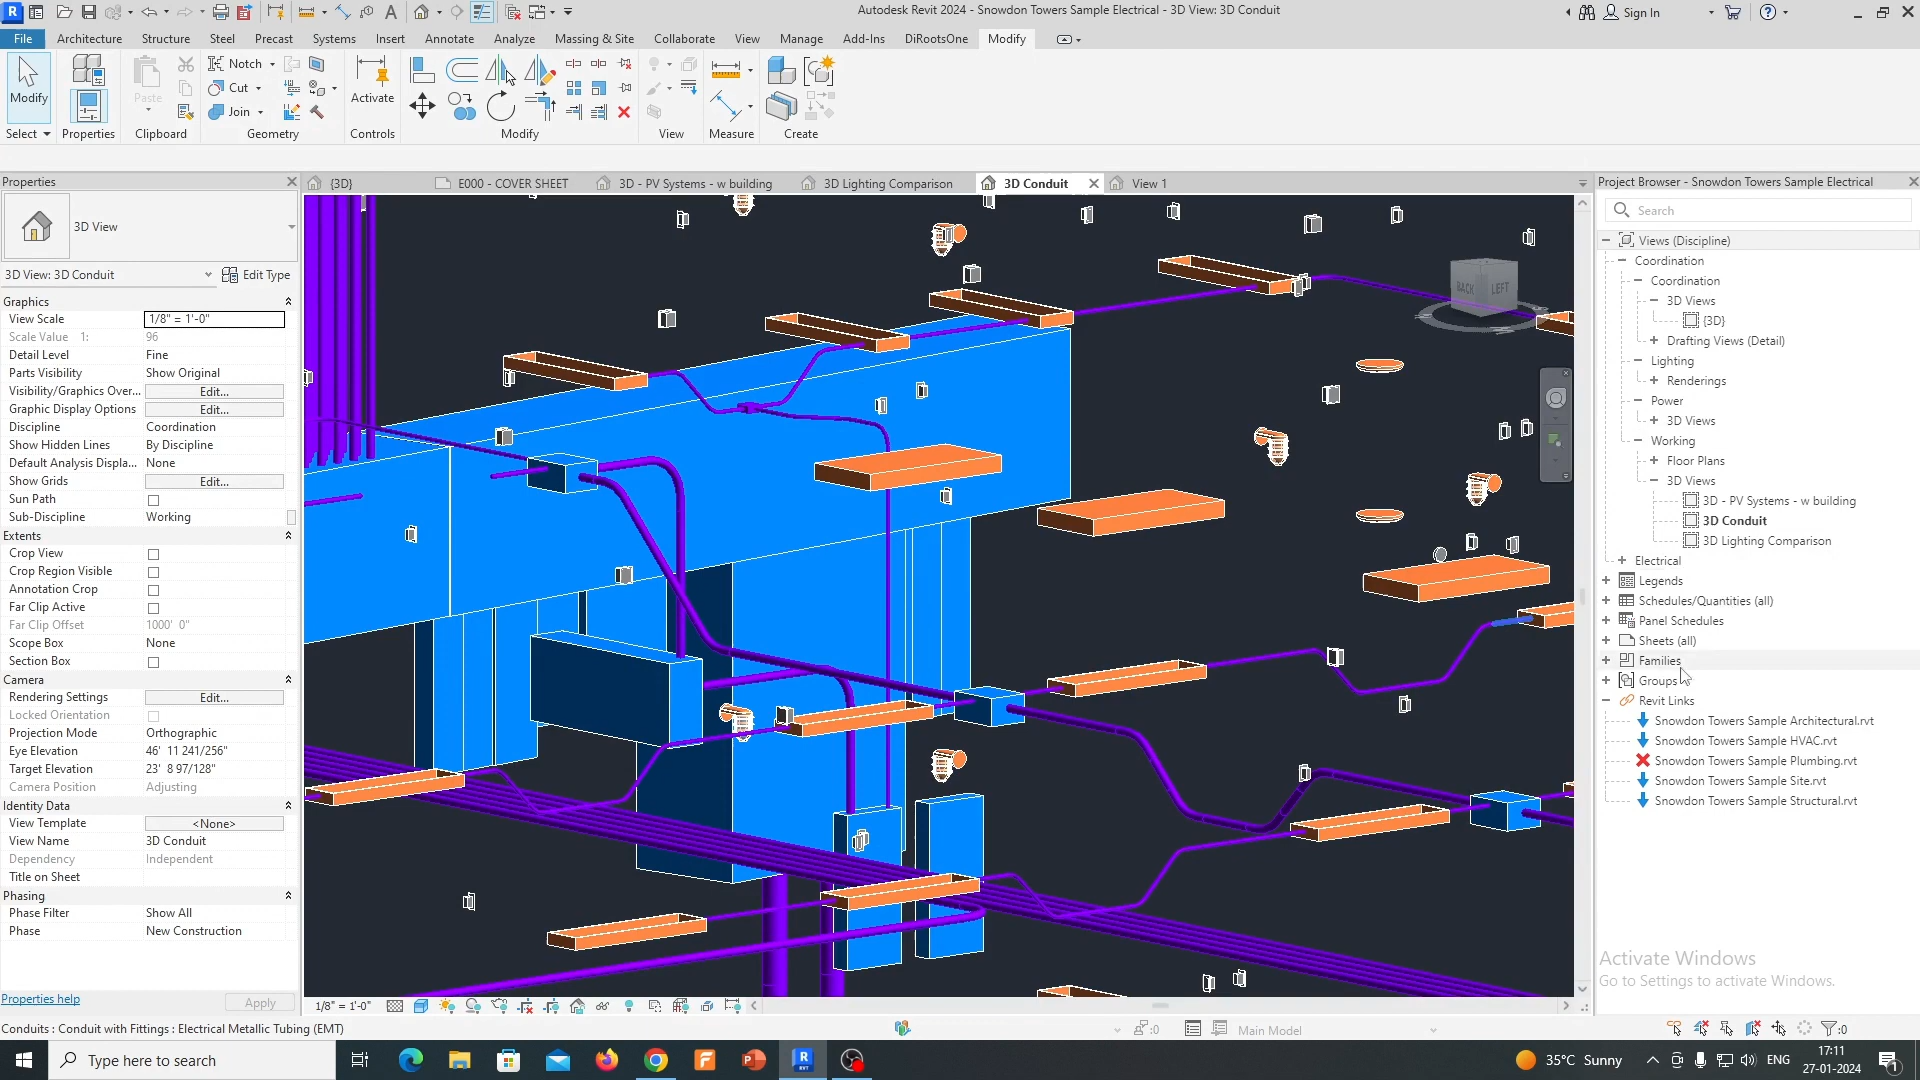 Autodesk Revit 2024 - Snowdon Towers Sample Electrical - 3D View: 3D Conduit
Sign In
File
Architecture
Structure
Steel
Precast
Systems
Insert
Annotate
Analyze
Massing & Site
Collaborate
View
Manage
Add-Ins
DiRootsOne
Modify
Modify
Paste
Notch
Cut
Join
Activate
Select
Properties
Clipboard
Geometry
Controls
Modify
View
Measure
Create
Properties
{3D}
E000 - COVER SHEET
3D - PV Systems - w building
3D Lighting Comparison
3D Conduit
View 1
Project Browser - Snowdon Towers Sample Electrical
3D View
3D View: 3D Conduit
Edit Type
Graphics
View Scale 1/8" = 1'-0"
Scale Value 1: 96
Detail Level Fine
Parts Visibility Show Original
Visibility/Graphics Over... Edit...
Graphic Display Options Edit...
Discipline Coordination
Show Hidden Lines By Discipline
Default Analysis Displa... None
Show Grids Edit...
Sun Path
Sub-Discipline Working
Extents
Crop View
Crop Region Visible
Annotation Crop
Far Clip Active
Far Clip Offset 1000' 0"
Scope Box None
Section Box
Camera
Rendering Settings Edit...
Locked Orientation
Projection Mode Orthographic
Eye Elevation 46' 11 241/256"
Target Elevation 23' 8 97/128"
Camera Position Adjusting
Identity Data
View Template <None>
View Name 3D Conduit
Dependency Independent
Title on Sheet
Phasing
Phase Filter Show All
Phase New Construction
Properties help
Apply
BACK LEFT
Search
Views (Discipline)
Coordination
Coordination
3D Views
{3D}
Drafting Views (Detail)
Lighting
Renderings
Power
3D Views
Working
Floor Plans
3D Views
3D - PV Systems - w building
3D Conduit
3D Lighting Comparison
Electrical
Legends
Schedules/Quantities (all)
Panel Schedules
Sheets (all)
Families
Groups
Revit Links
Snowdon Towers Sample Architectural.rvt
Snowdon Towers Sample HVAC.rvt
Snowdon Towers Sample Plumbing.rvt
Snowdon Towers Sample Site.rvt
Snowdon Towers Sample Structural.rvt
Activate Windows
Go to Settings to activate Windows.
1/8" = 1'-0"
Conduits : Conduit with Fittings : Electrical Metallic Tubing (EMT)
:0
Main Model
:0
Type here to search
35°C Sunny
ENG
17:11
27-01-2024
1